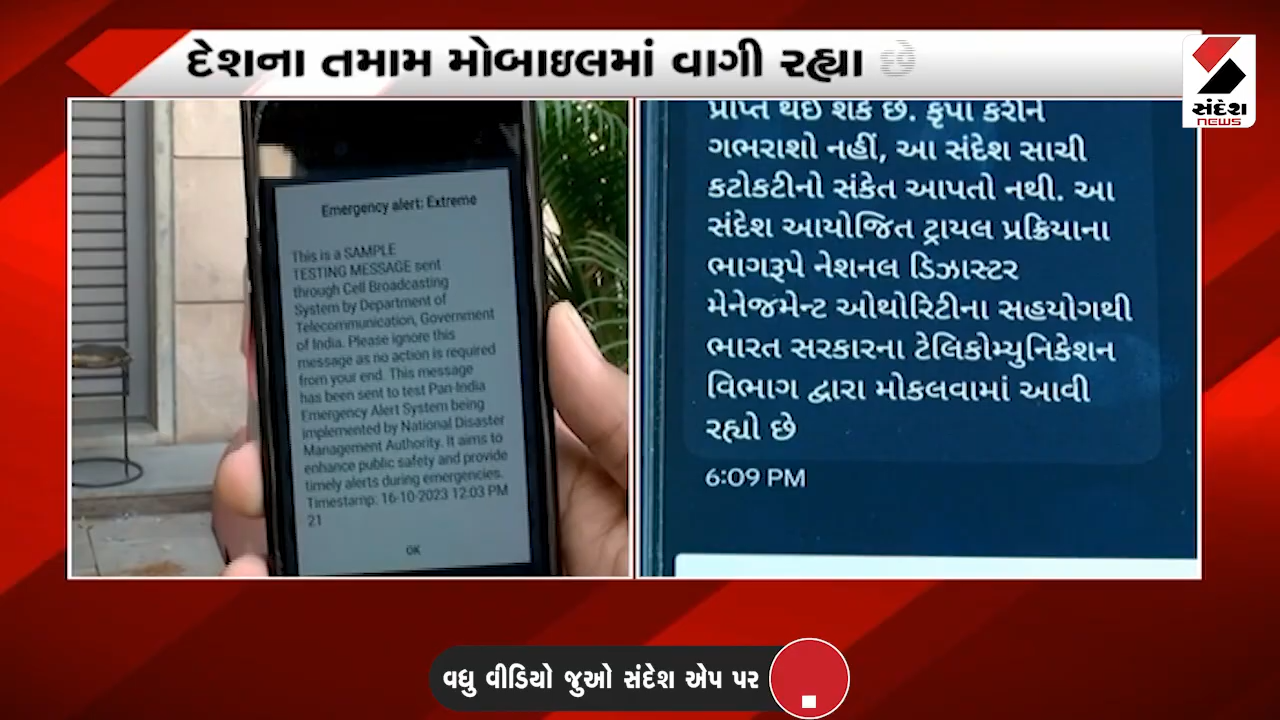 દેશના તમામ મોબાઇલમાં વાગી રહ્યા છે
સંદેશ
NEWS
Emergency alert: Extreme
This is a SAMPLE
TESTING MESSAGE sent
through Cell Broadcasting
System by Department of
Telecommunication, Government
of India. Please ignore this
message as no action is required
from your end. This message
has been sent to test Pan-India
Emergency Alert System being
implemented by National Disaster
Management Authority. It aims to
enhance public safety and provide
timely alerts during emergencies.
Timestamp: 16-10-2023 12:03 PM
21
OK
પ્રાપ્ત થઈ શકે છે. કૃપા કરીને
ગભરાશો નહીં, આ સંદેશ સાચી
કટોકટીનો સંકેત આપતો નથી. આ
સંદેશ આયોજિત ટ્રાયલ પ્રક્રિયાના
ભાગરૂપે નેશનલ ડિઝાસ્ટર
મેનેજમેન્ટ ઓથોરિટીના સહયોગથી
ભારત સરકારના ટેલિકોમ્યુનિકેશન
વિભાગ દ્વારા મોકલવામાં આવી
રહ્યો છે
6:09 PM
વધુ વીડિયો જુઓ સંદેશ એપ પર